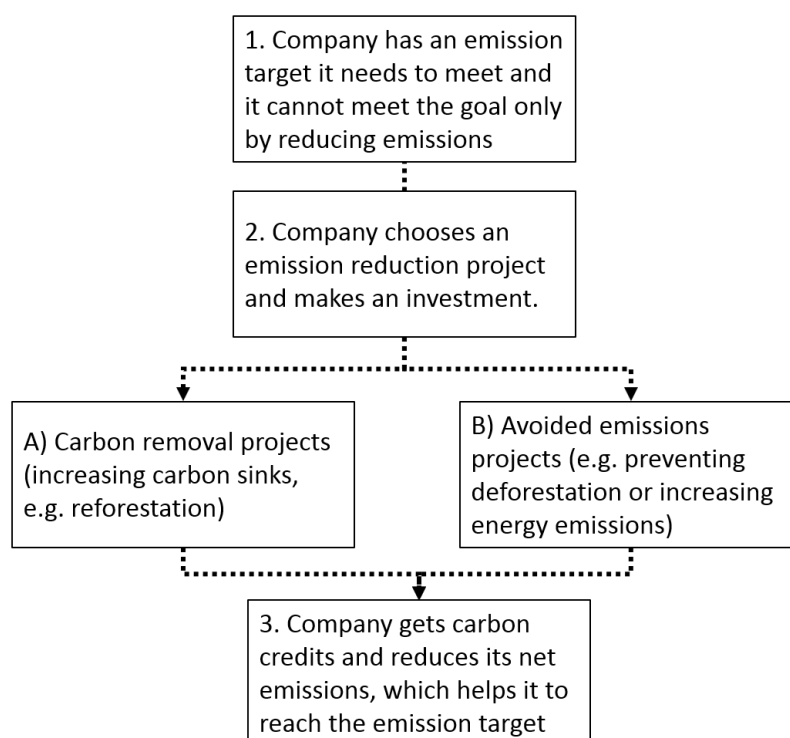 1. Company has an emission
target it needs to meet and
it cannot meet the goal only
by reducing emissions
2. Company chooses an
emission reduction project
and makes an investment.
A) Carbon removal projects
(increasing carbon sinks,
e.g. reforestation)
B) Avoided emissions
projects (e.g. preventing
deforestation or increasing
energy emissions)
3. Company gets carbon
credits and reduces its net
emissions, which helps it to
reach the emission target